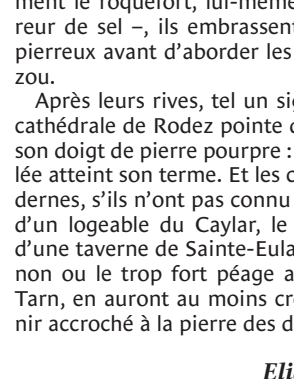 ment le roquefort, lui-même
reur de sel –, ils embrassent
pierreux avant d’aborder les
zou.
Après leurs rives, tel un si
cathédrale de Rodez pointe
son doigt de pierre pourpre :
lée atteint son terme. Et les
dernes, s’ils n’ont pas connu
d’un logeable du Caylar, le
d’une taverne de Sainte-Eula
non ou le trop fort péage a
Tarn, en auront au moins cr
nir accroché à la pierre des d
Eli